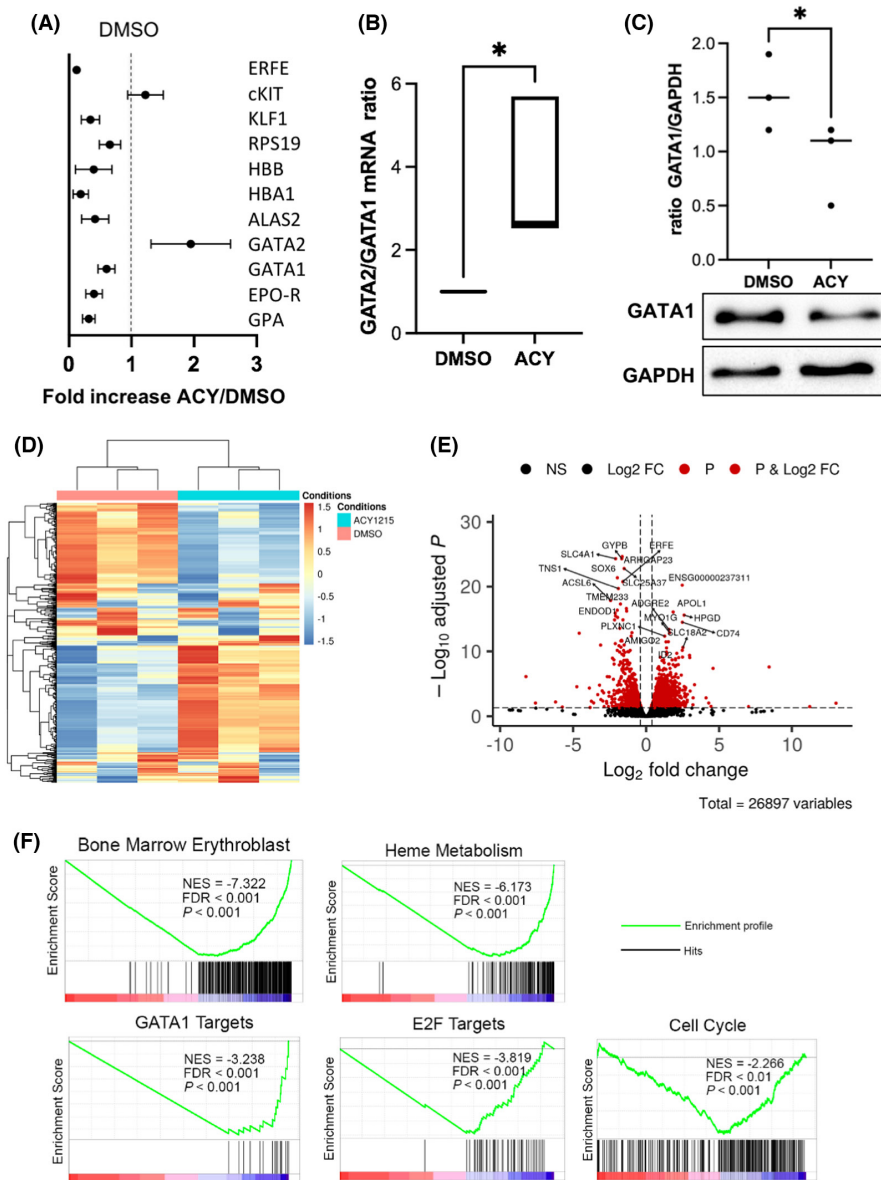 (A)
DMSO
ERFE
cKIT
KLF1
RPS19
HBB
HBA1
ALAS2
GATA2
GATA1
EPO-R
GPA
0 1 2 3
Fold increase ACY/DMSO
(B)
*
GATA2/GATA1 mRNA ratio
6
4
2
0
DMSO ACY
(C)
*
ratio GATA1/GAPDH
2.0
1.5
1.0
0.5
0.0
DMSO ACY
GATA1
GAPDH
(D)
Conditions
1.5
1
0.5
0
-0.5
-1
-1.5
Conditions
ACY1215
DMSO
(E)
NS Log2 FC P P & Log2 FC
− Log10 adjusted P
30
20
10
0
GYPB ERFE
SLC4A1 ARHGAP23
TNS1 SOX6
ACSL6 SLC25A37 ENSG00000237311
TMEM233
ENDOD1 ADGRE2 APOL1
MYO1G HPGD
PLXNC1 SLC18A2 CD74
AMIGO2
ID2
-10 -5 0 5 10
Log2 fold change
Total = 26897 variables
(F)
Bone Marrow Erythroblast
Enrichment Score
NES = -7.322
FDR < 0.001
P < 0.001
Heme Metabolism
Enrichment Score
NES = -6.173
FDR < 0.001
P < 0.001
Enrichment profile
Hits
GATA1 Targets
Enrichment Score
NES = -3.238
FDR < 0.001
P < 0.001
E2F Targets
Enrichment Score
NES = -3.819
FDR < 0.001
P < 0.001
Cell Cycle
Enrichment Score
NES = -2.266
FDR < 0.01
P < 0.001